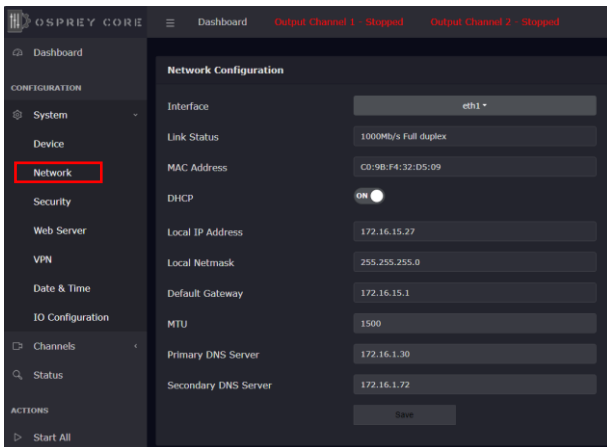 OSPREY CORE
Dashboard Output Channel 1 - Stopped Output Channel 2 - Stopped
Dashboard
CONFIGURATION
System
Device
Network
Security
Web Server
VPN
Date & Time
IO Configuration
Channels
Status
ACTIONS
Start All
Network Configuration
Interface eth1
Link Status 1000Mb/s Full duplex
MAC Address C0:9B:F4:32:D5:09
DHCP ON
Local IP Address 172.16.15.27
Local Netmask 255.255.255.0
Default Gateway 172.16.15.1
MTU 1500
Primary DNS Server 172.16.1.30
Secondary DNS Server 172.16.1.72
Save